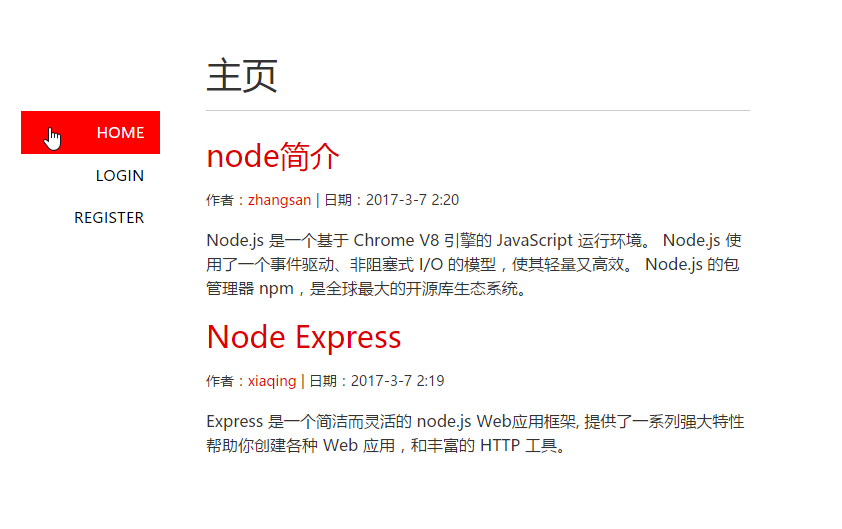 主页
HOME
LOGIN
REGISTER
node简介
作者：zhangsan | 日期：2017-3-7 2:20
Node.js 是一个基于 Chrome V8 引擎的 JavaScript 运行环境。 Node.js 使
用了一个事件驱动、非阻塞式 I/O 的模型，使其轻量又高效。 Node.js 的包
管理器 npm，是全球最大的开源库生态系统。
Node Express
作者：xiaqing | 日期：2017-3-7 2:19
Express 是一个简洁而灵活的 node.js Web应用框架, 提供了一系列强大特性
帮助你创建各种 Web 应用，和丰富的 HTTP 工具。